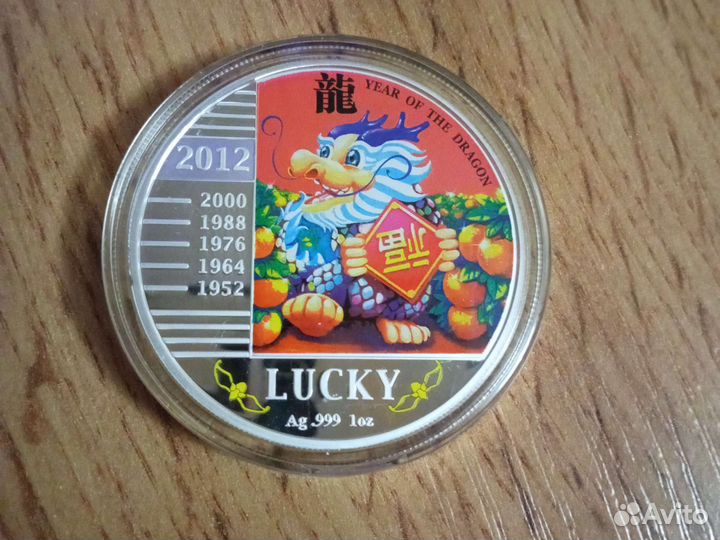 龍
YEAR OF THE DRAGON
2012
2000
1988
1976
1964
1952
福
LUCKY
Ag .999 1oz
Avito